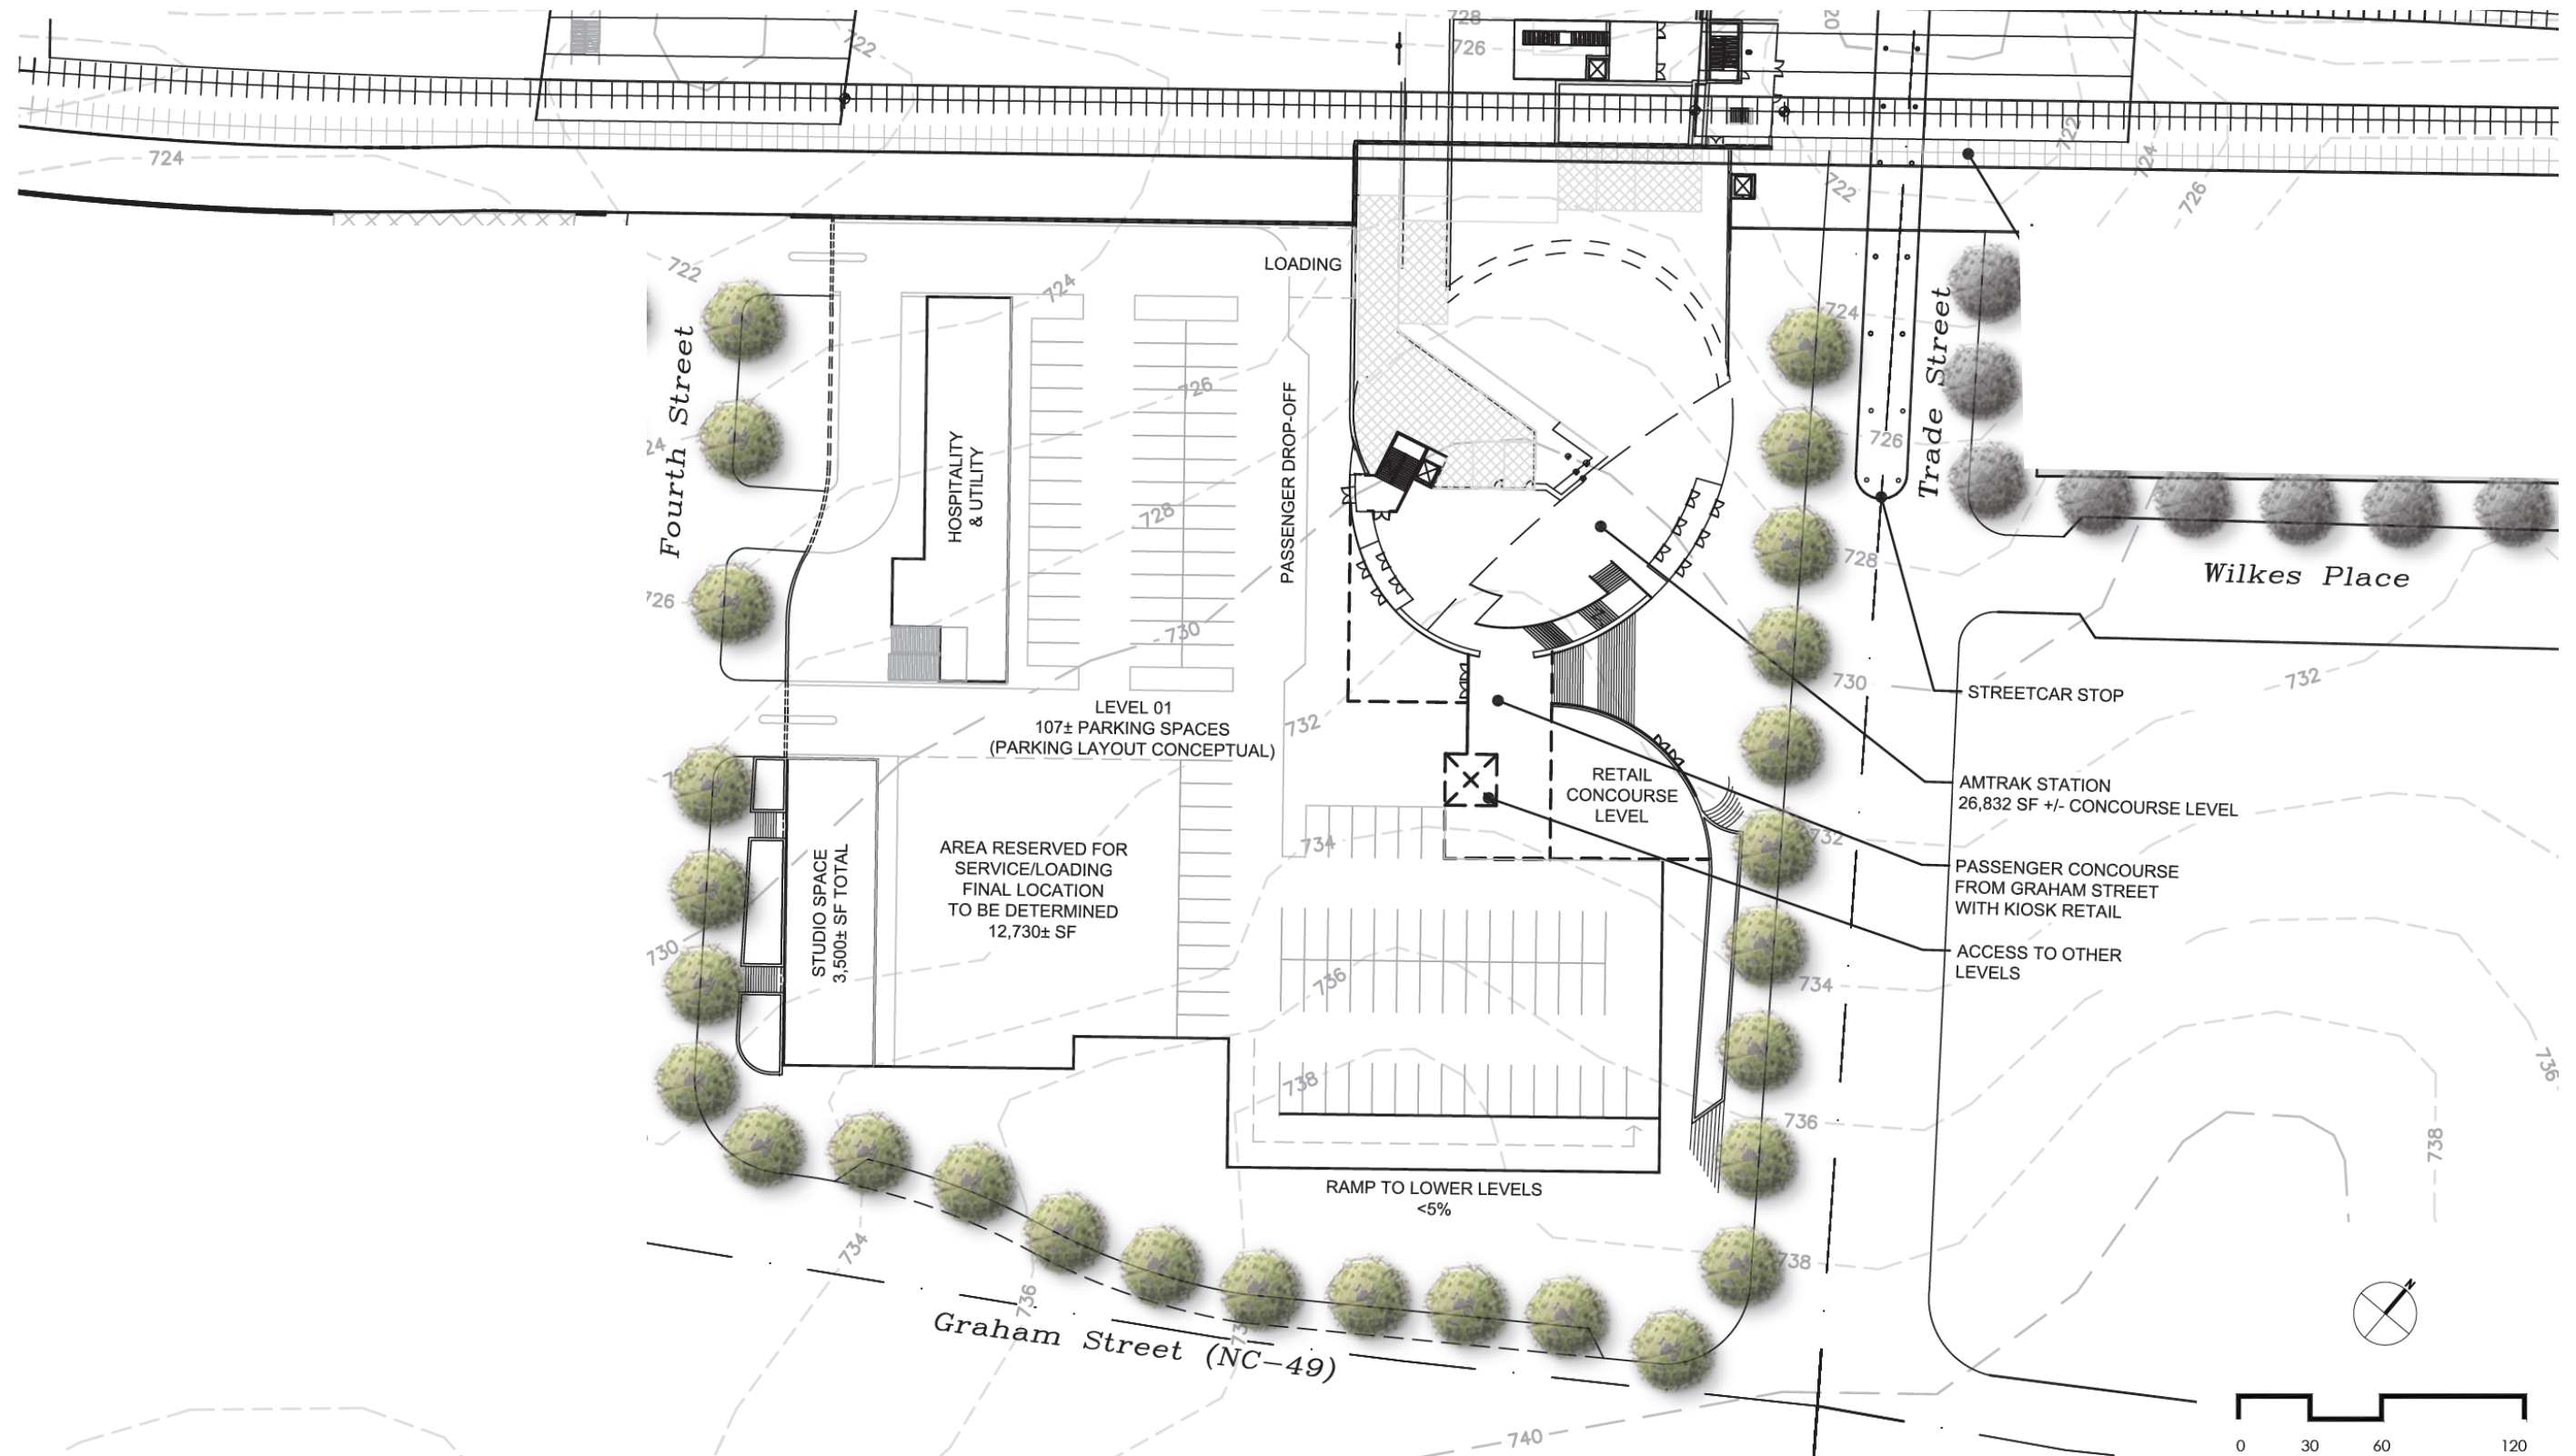 728
726
722
20
724
722
724
722
726
722
LOADING
722
724
724
Fourth Street
Trade Street
726
HOSPITALITY
& UTILITY
PASSENGER DROP-OFF
24
726
728
728
Wilkes Place
726
730
730
732
STREETCAR STOP
LEVEL 01
107± PARKING SPACES
(PARKING LAYOUT CONCEPTUAL)
732
RETAIL
CONCOURSE
LEVEL
AMTRAK STATION
26,832 SF +/- CONCOURSE LEVEL
732
734
STUDIO SPACE
3,500± SF TOTAL
AREA RESERVED FOR
SERVICE/LOADING
FINAL LOCATION
TO BE DETERMINED
12,730± SF
PASSENGER CONCOURSE
FROM GRAHAM STREET
WITH KIOSK RETAIL
730
736
734
ACCESS TO OTHER
LEVELS
738
736
736
738
RAMP TO LOWER LEVELS
<5%
734
738
736
Graham Street (NC-49)
N
740
0 30 60 120